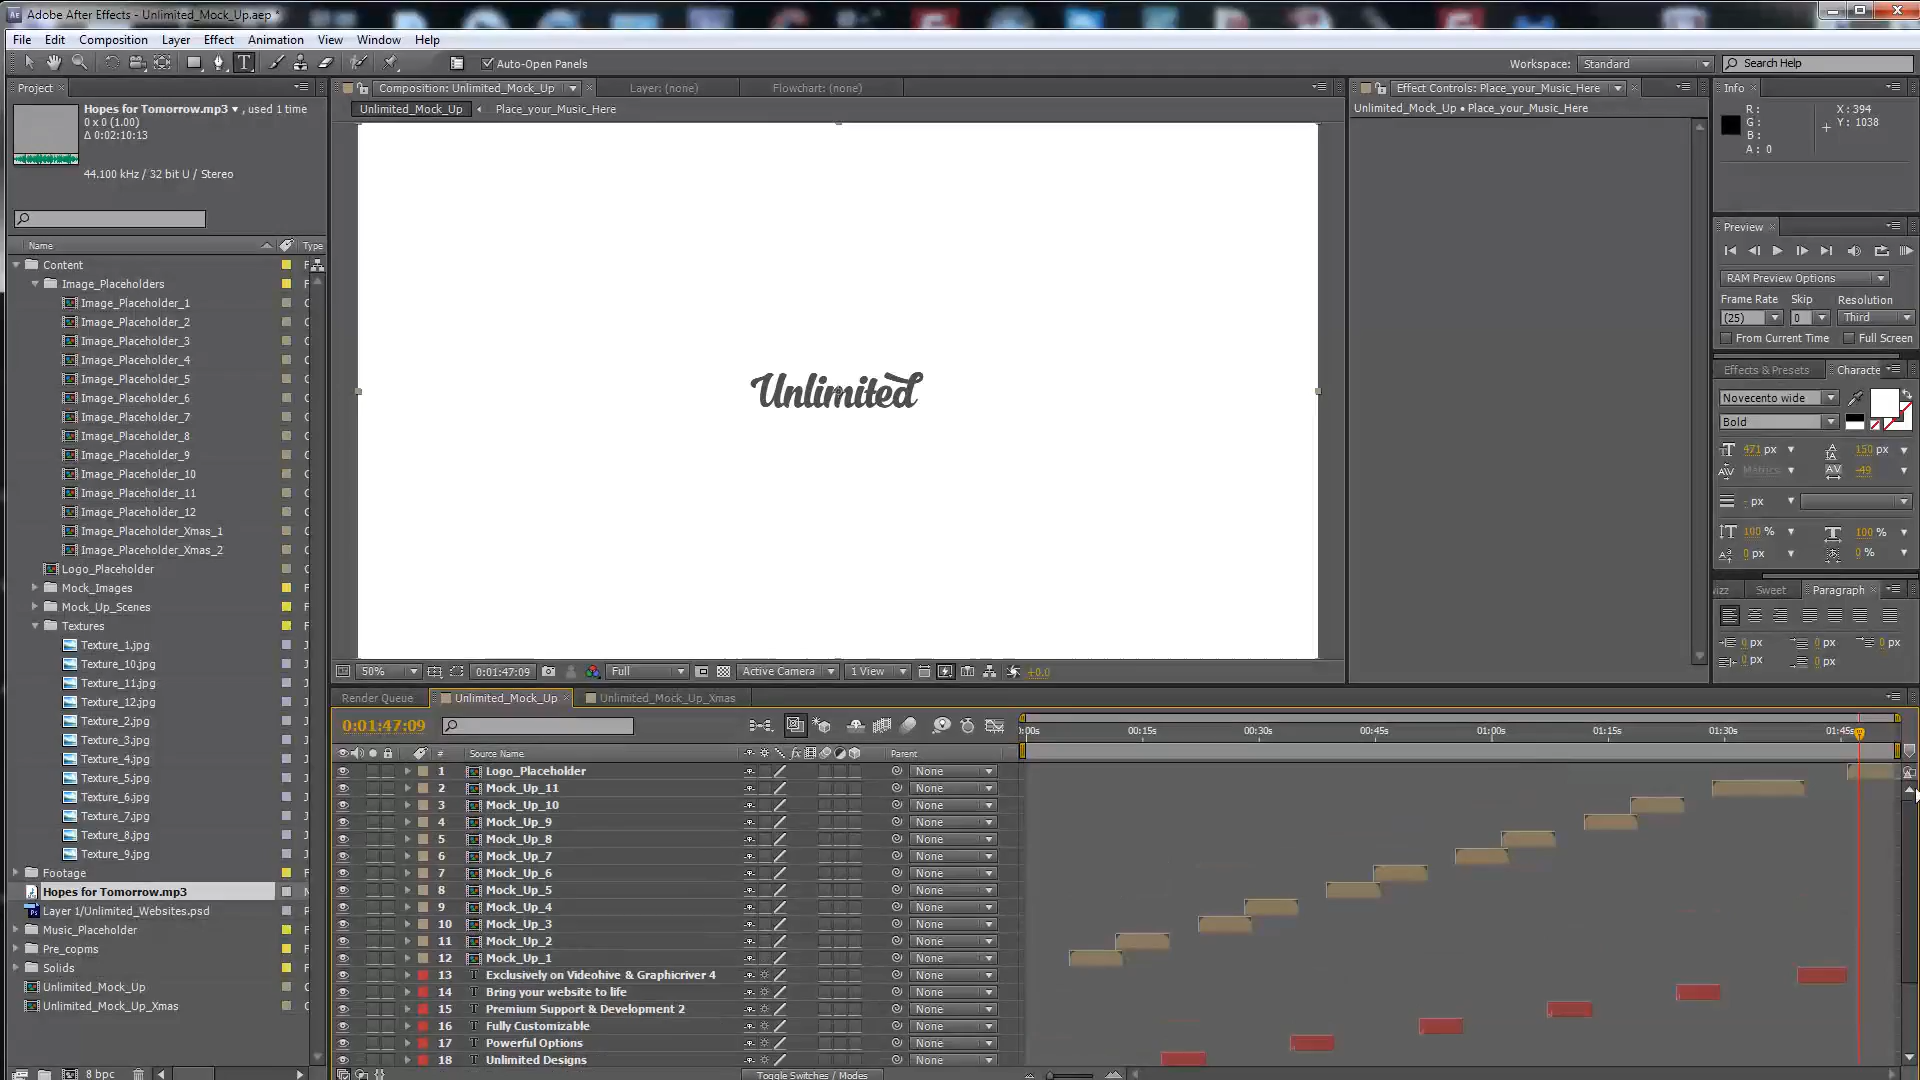 Adobe After Effects - Unlimited_Mock_Up.aep *
File Edit Composition Layer Effect Animation View Window Help
Auto-Open Panels
Workspace: Standard
Search Help
Project
Hopes for Tomorrow.mp3 , used 1 time
0 x 0 (1.00)
Δ 0:02:10:13
44.100 kHz / 32 bit U / Stereo
Name Type
Content
Image_Placeholders
Image_Placeholder_1
Image_Placeholder_2
Image_Placeholder_3
Image_Placeholder_4
Image_Placeholder_5
Image_Placeholder_6
Image_Placeholder_7
Image_Placeholder_8
Image_Placeholder_9
Image_Placeholder_10
Image_Placeholder_11
Image_Placeholder_12
Image_Placeholder_Xmas_1
Image_Placeholder_Xmas_2
Logo_Placeholder
Mock_Images
Mock_Up_Scenes
Textures
Texture_1.jpg
Texture_10.jpg
Texture_11.jpg
Texture_12.jpg
Texture_2.jpg
Texture_3.jpg
Texture_4.jpg
Texture_5.jpg
Texture_6.jpg
Texture_7.jpg
Texture_8.jpg
Texture_9.jpg
Footage
Hopes for Tomorrow.mp3
Layer 1/Unlimited_Websites.psd
Music_Placeholder
Pre_copms
Solids
Unlimited_Mock_Up
Unlimited_Mock_Up_Xmas
8 bpc
Composition: Unlimited_Mock_Up
Layer: (none)
Flowchart: (none)
Unlimited_Mock_Up Place_your_Music_Here
Unlimited
50% 0:01:47:09 Full Active Camera 1 View +0.0
Effect Controls: Place_your_Music_Here
Unlimited_Mock_Up • Place_your_Music_Here
Info
R: X: 394
G: Y: 1038
B:
A: 0
Preview
RAM Preview Options
Frame Rate Skip Resolution
(25) 0 Third
From Current Time Full Screen
Effects & Presets Characte
Novecento wide
Bold
471 px 150 px
Metrics -49
- px
100 % 100 %
0 px 0 %
izz Sweet Paragraph
0 px 0 px 0 px
0 px 0 px
Render Queue Unlimited_Mock_Up Unlimited_Mock_Up_Xmas
0:01:47:09
0:00s 00:15s 00:30s 00:45s 01:00s 01:15s 01:30s 01:45s
# Source Name Parent
1 Logo_Placeholder None
2 Mock_Up_11 None
3 Mock_Up_10 None
4 Mock_Up_9 None
5 Mock_Up_8 None
6 Mock_Up_7 None
7 Mock_Up_6 None
8 Mock_Up_5 None
9 Mock_Up_4 None
10 Mock_Up_3 None
11 Mock_Up_2 None
12 Mock_Up_1 None
13 T Exclusively on Videohive & Graphicriver 4 None
14 T Bring your website to life None
15 T Premium Support & Development 2 None
16 T Fully Customizable None
17 T Powerful Options None
18 T Unlimited Designs None
Toggle Switches / Modes